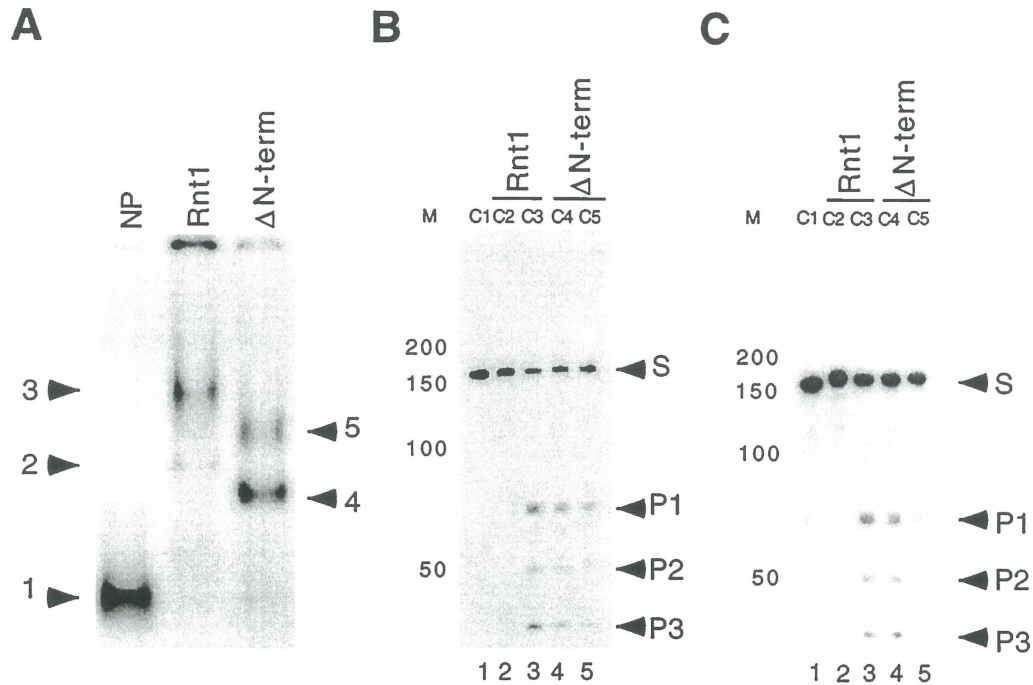 A
NP
Rnt1
ΔN-term
3
2
1
5
4
B
Rnt1
ΔN-term
M C1 C2 C3 C4 C5
200
150
100
50
S
P1
P2
P3
1 2 3 4 5
C
Rnt1
ΔN-term
M C1 C2 C3 C4 C5
200
150
100
50
S
P1
P2
P3
1 2 3 4 5